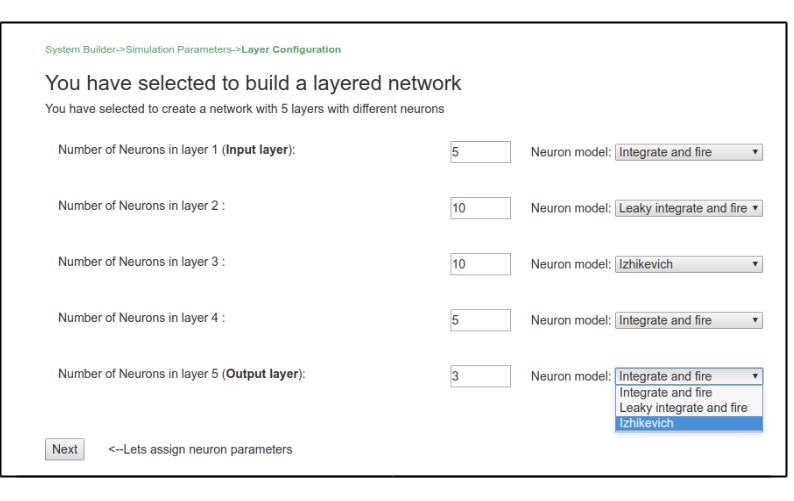 System Builder->Simulation Parameters->Layer Configuration
You have selected to build a layered network
You have selected to create a network with 5 layers with different neurons
Number of Neurons in layer 1 (Input layer): 5 Neuron model: Integrate and fire
Number of Neurons in layer 2 : 10 Neuron model: Leaky integrate and fire
Number of Neurons in layer 3 : 10 Neuron model: Izhikevich
Number of Neurons in layer 4 : 5 Neuron model: Integrate and fire
Number of Neurons in layer 5 (Output layer): 3 Neuron model: Integrate and fire
Integrate and fire
Leaky integrate and fire
Izhikevich
Next <--Lets assign neuron parameters